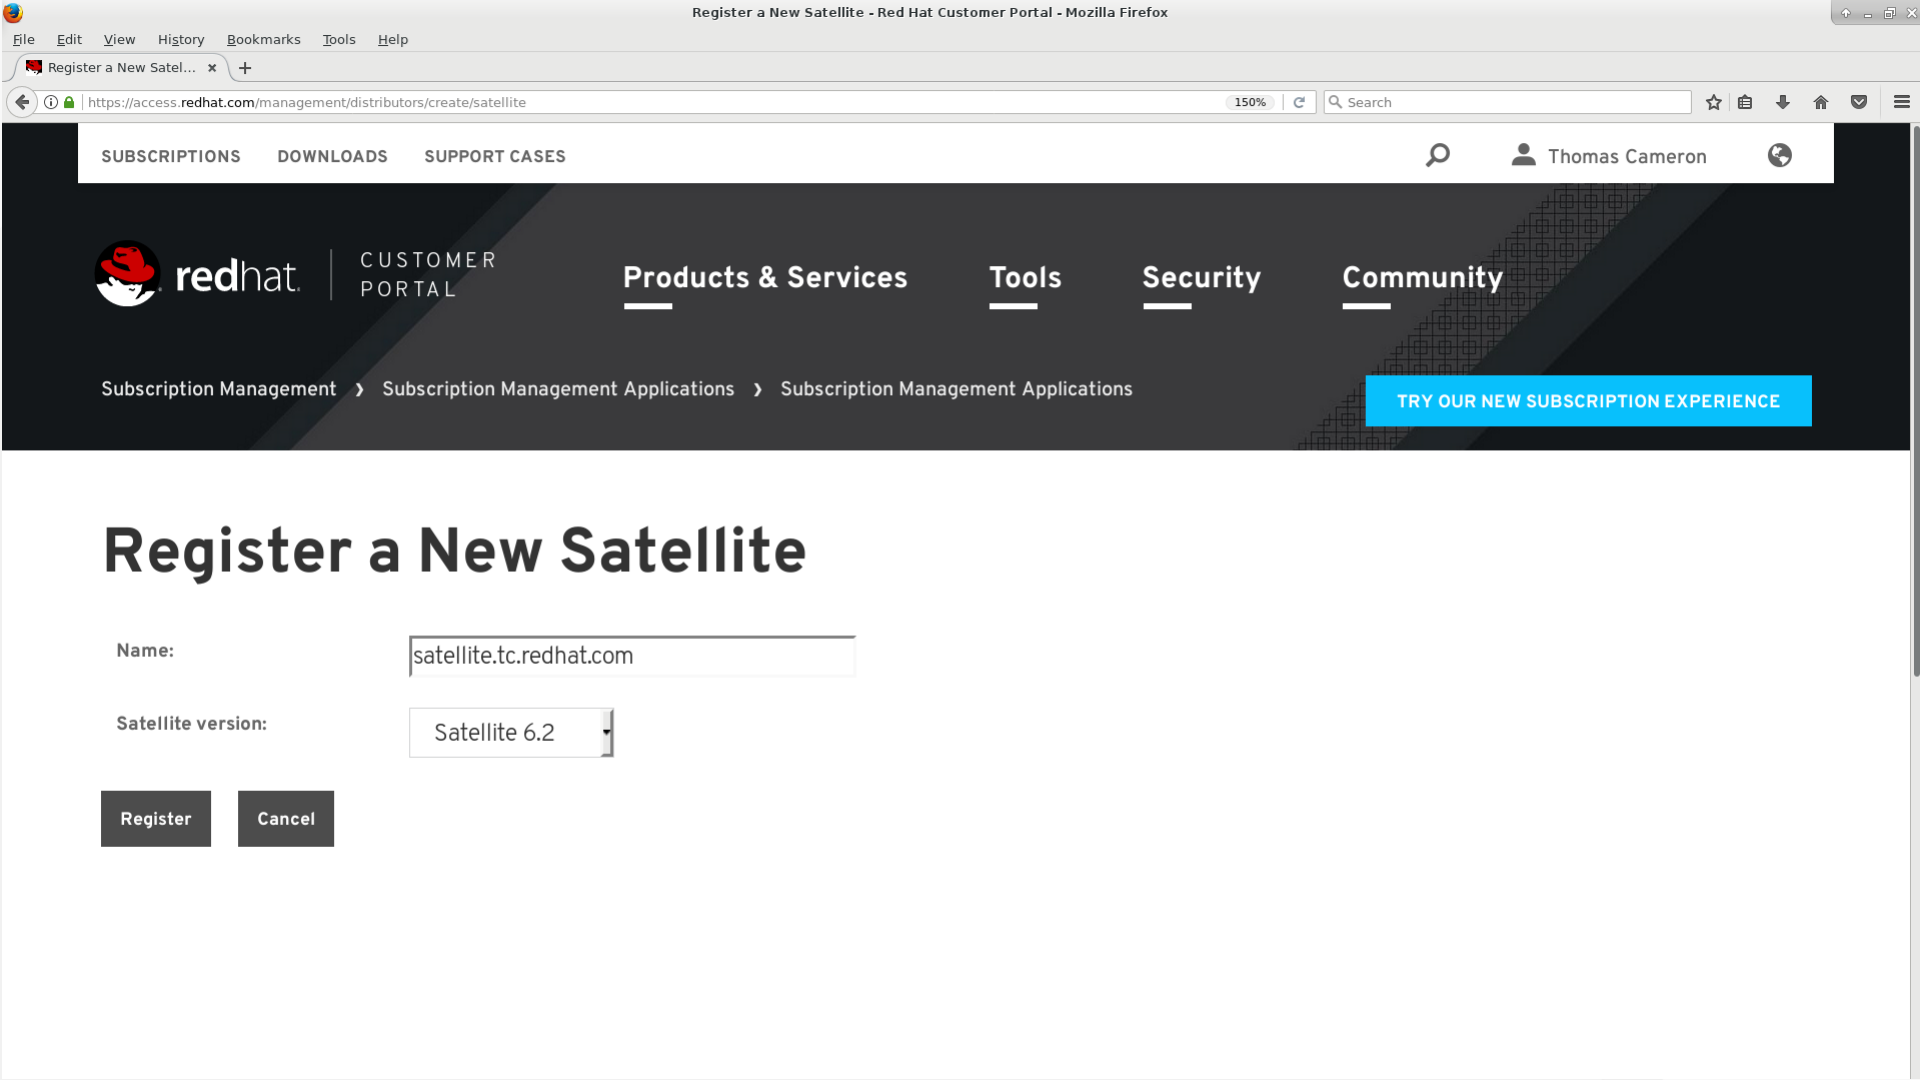 Register a New Satellite - Red Hat Customer Portal - Mozilla Firefox
File Edit View History Bookmarks Tools Help
Register a New Satel...
https://access.redhat.com/management/distributors/create/satellite 150% Search
SUBSCRIPTIONS DOWNLOADS SUPPORT CASES Thomas Cameron
redhat. CUSTOMER PORTAL
Products & Services Tools Security Community
Subscription Management › Subscription Management Applications › Subscription Management Applications
TRY OUR NEW SUBSCRIPTION EXPERIENCE
Register a New Satellite
Name: satellite.tc.redhat.com
Satellite version: Satellite 6.2
Register Cancel